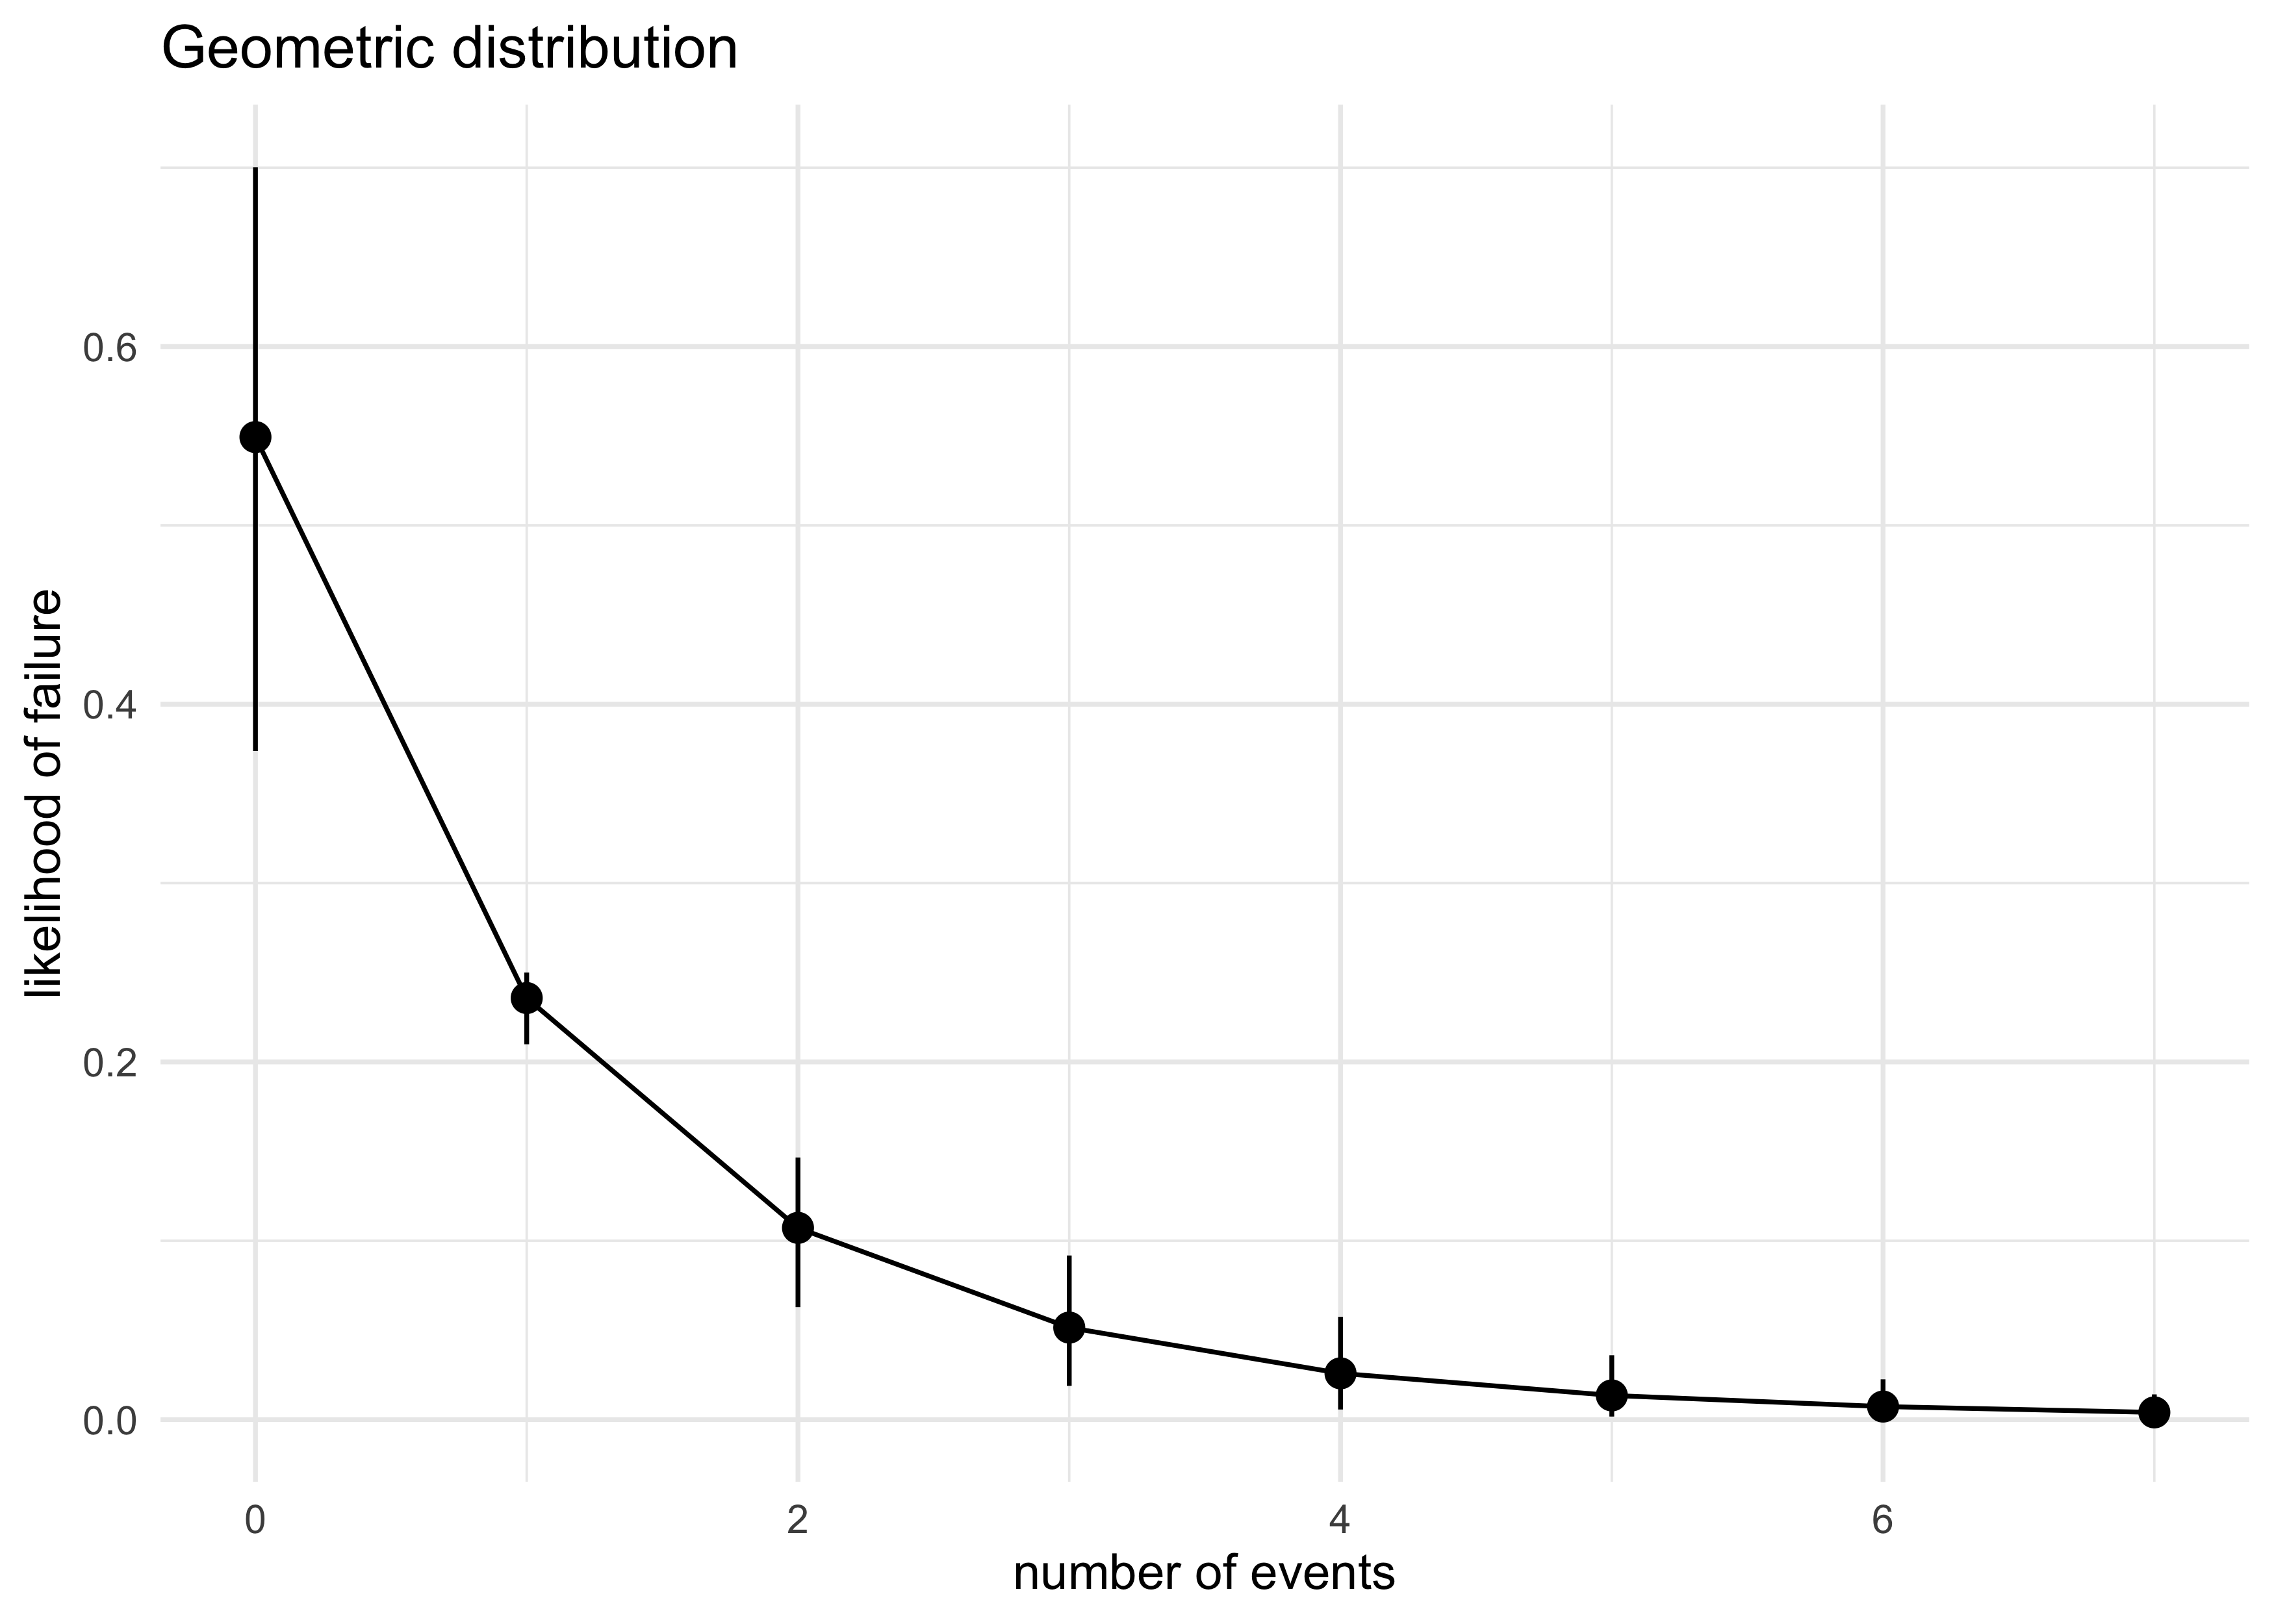 Geometric distribution
likelihood of failure
0.6
0.4
0.2
0.0
0 2 4 6
number of events